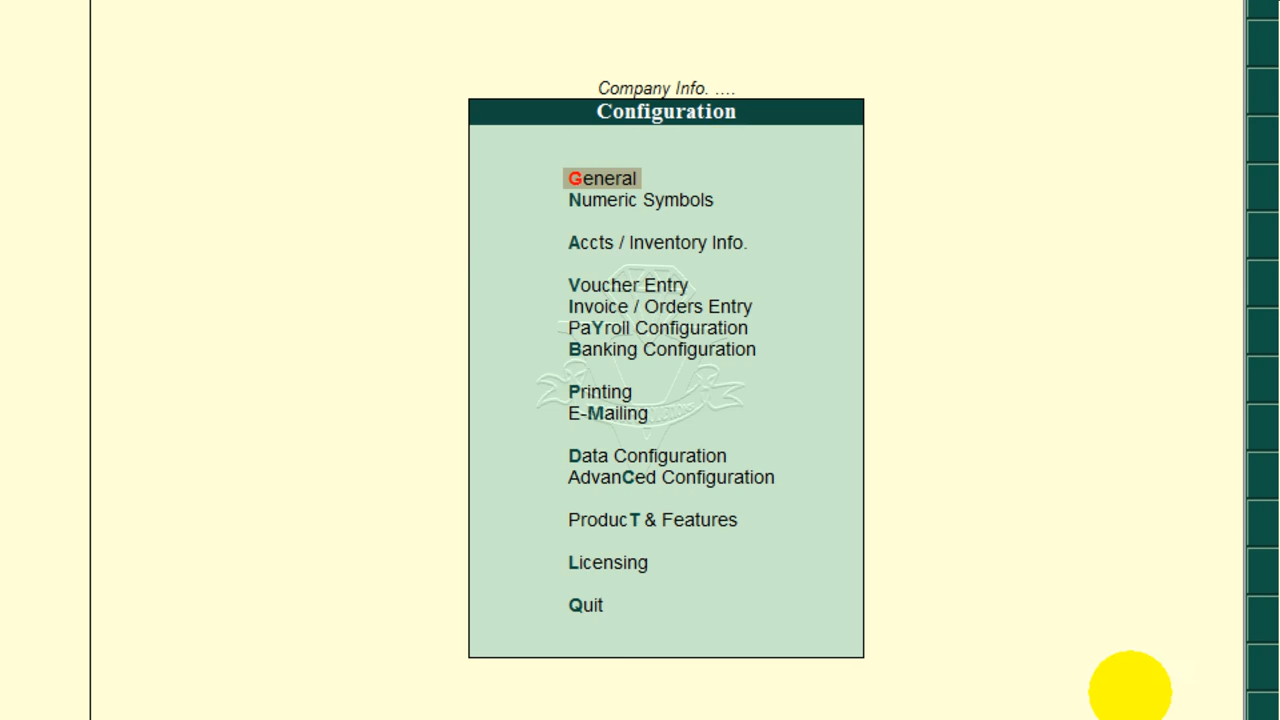 Company Info. ....
Configuration
General
Numeric Symbols
Accts / Inventory Info.
Voucher Entry
Invoice / Orders Entry
PaYroll Configuration
Banking Configuration
Printing
E-Mailing
Data Configuration
AdvanCed Configuration
ProducT & Features
Licensing
Quit